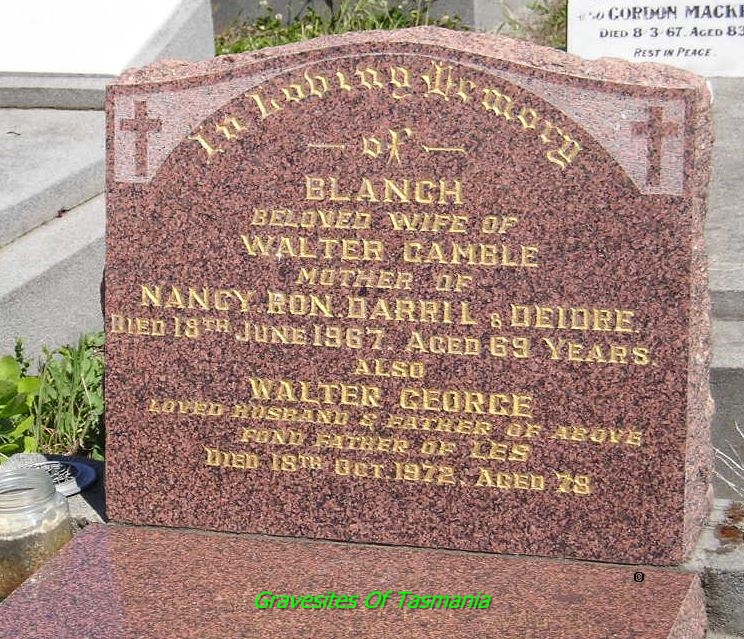 In Loving Memory
— of —
BLANCH
BELOVED WIFE OF
WALTER GAMBLE
MOTHER OF
NANCY, RON, DARRIL & DEIDRE.
DIED 18TH JUNE 1967. AGED 69 YEARS.
ALSO
WALTER GEORGE
LOVED HUSBAND & FATHER OF ABOVE
FOND FATHER OF LES
DIED 18TH OCT. 1972. AGED 78
GORDON MACKE
DIED 8-3-67. AGED 83
REST IN PEACE.
Gravesites Of Tasmania